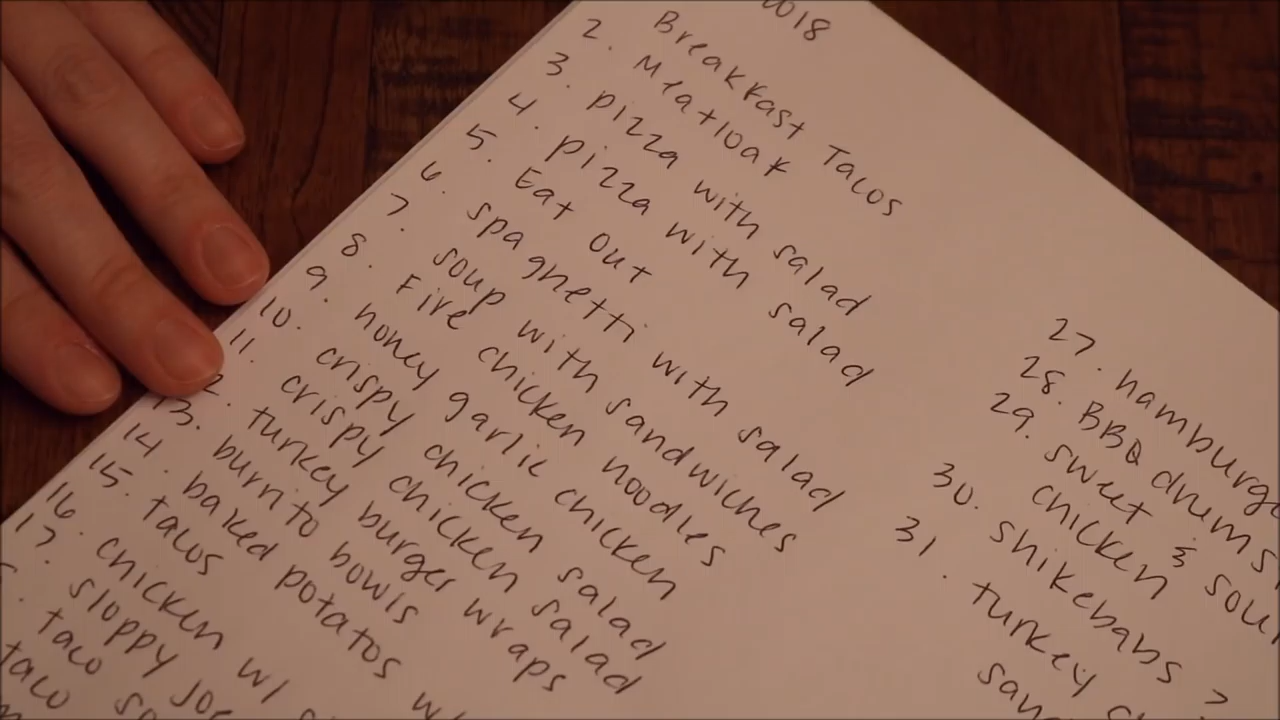 2018
Breakfast Tacos
2. Meatloaf
3. pizza with salad
4. pizza with salad
5. Eat out
6. spaghetti with salad
7. soup with sandwiches
8. Fire chicken noodles
9. honey garlic chicken
10. crispy chicken salad
11. crispy chicken salad
12. turkey burger wraps
13. burrito bowls
14. baked potatos w/
15. tacos
16. chicken w/
17. sloppy joe
taco
taco
27. hamburge
28. BBQ drums
29. sweet & sour
chicken
30. shikebabs ?
31. turkey